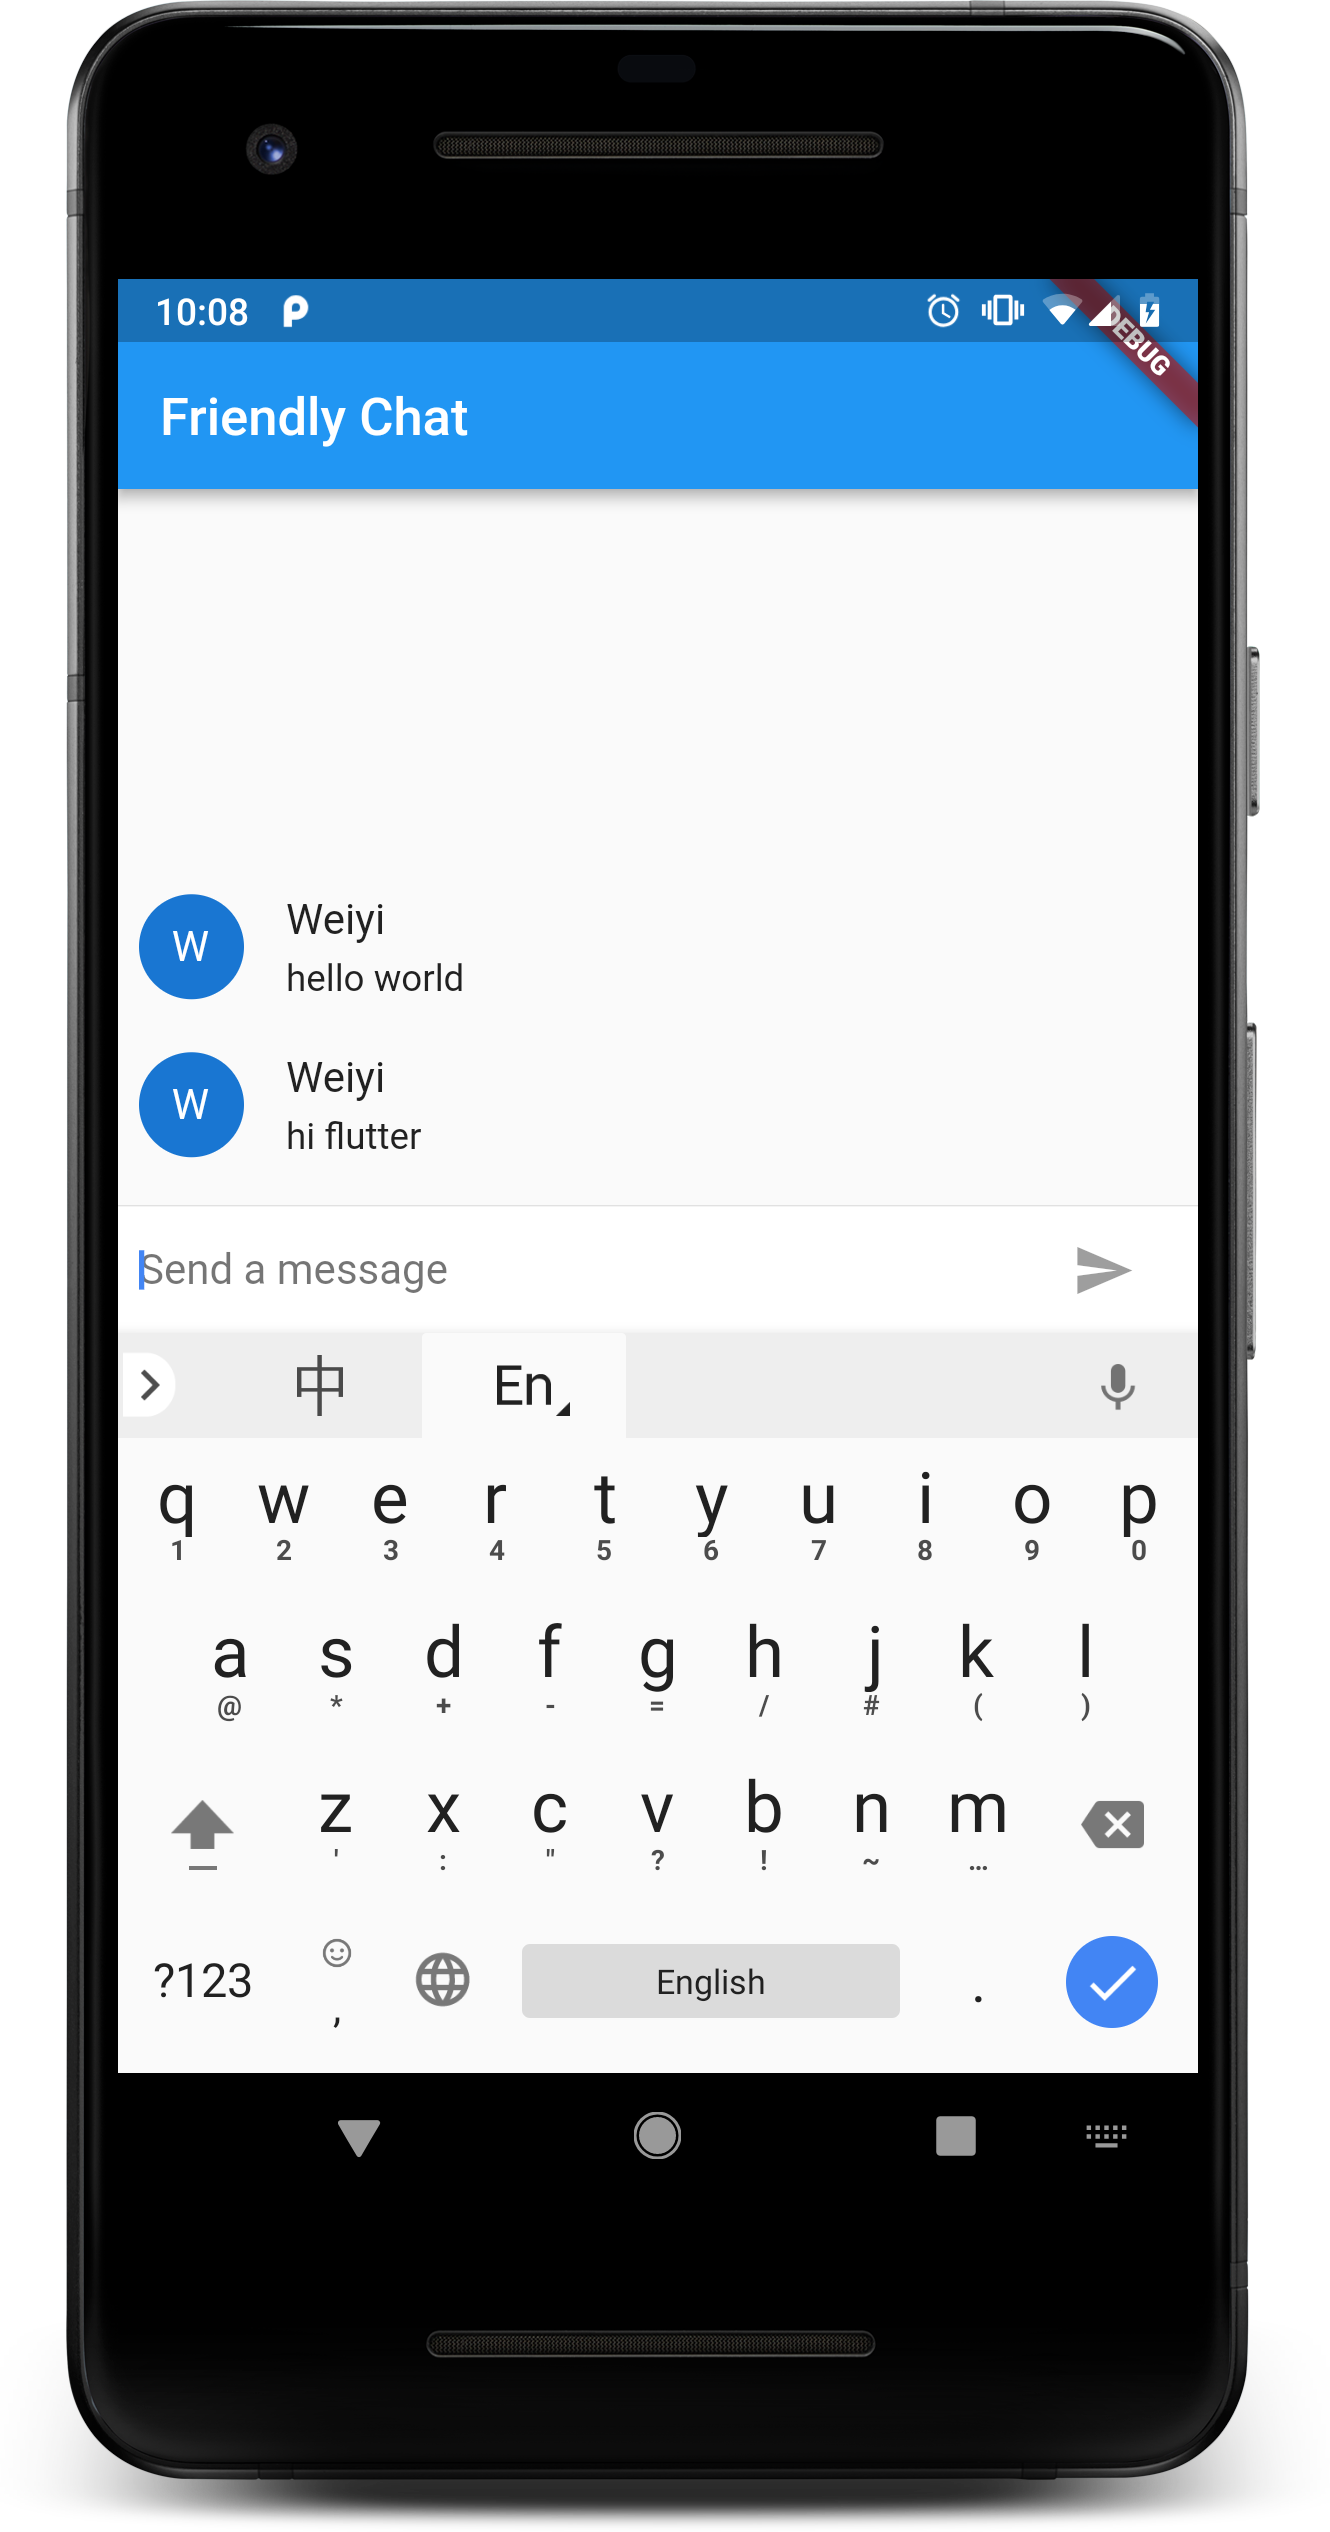 10:08
DEBUG
Friendly Chat
W
Weiyi
hello world
W
Weiyi
hi flutter
Send a message
中 En
q w e r t y u i o p
1 2 3 4 5 6 7 8 9 0
a s d f g h j k l
@ * + - = / # ( )
z x c v b n m
' : " ? ! ~ …
?123 , English .